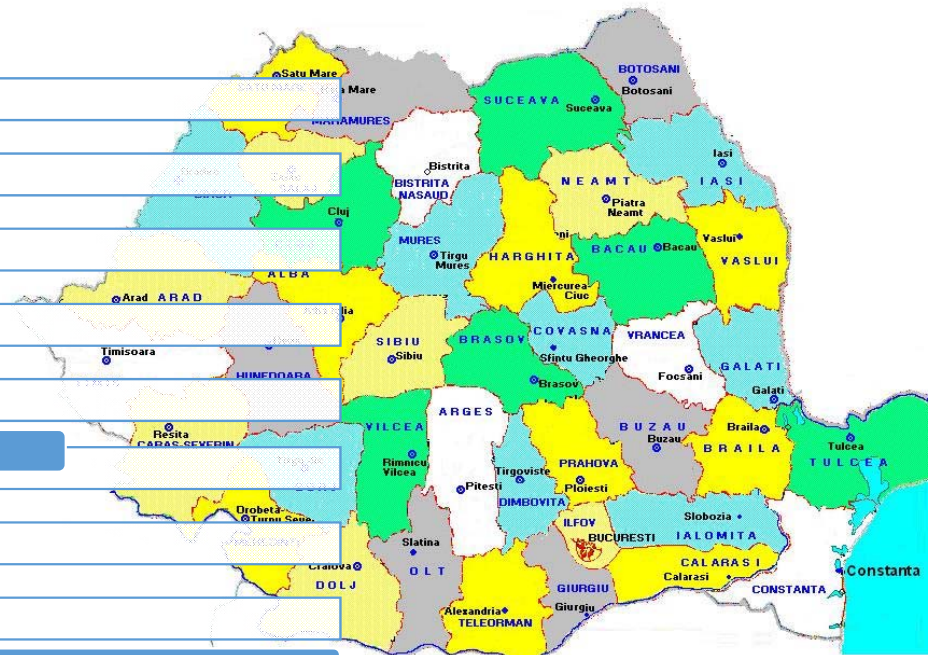 Satu Mare
Mare
MARAMURES
BOTOSANI
Botosani
SUCEAVA
Suceava
Bistrita
BISTRITA
NASAUD
Iasi
IASI
NEAMT
Piatra
Neamt
Cluj
MURES
Tirgu
Mures
HARGHITA
Miercurea
Ciuc
BACAU
Bacau
Vaslui
VASLUI
ALBA
Arad
ARAD
SIBIU
Sibiu
BRASOV
Brasov
COVASNA
Sfintu Gheorghe
VRANCEA
Focsani
GALATI
Galati
Timisoara
HUNEDOARA
Resita
CARAS-SEVERIN
VILCEA
Rimnicu
Vilcea
ARGES
Pitesti
Tirgoviste
DIMBOVITA
PRAHOVA
Ploiesti
BUZAU
Buzau
Braila
BRAILA
Tulcea
TULCEA
Orobeta
Craiova
DOLJ
Slatina
OLT
Alexandria
TELEORMAN
ILFOV
BUCURESTI
GIURGIU
Giurgiu
Slobozia
IALOMITA
CALARASI
Calarasi
CONSTANTA
Constanta